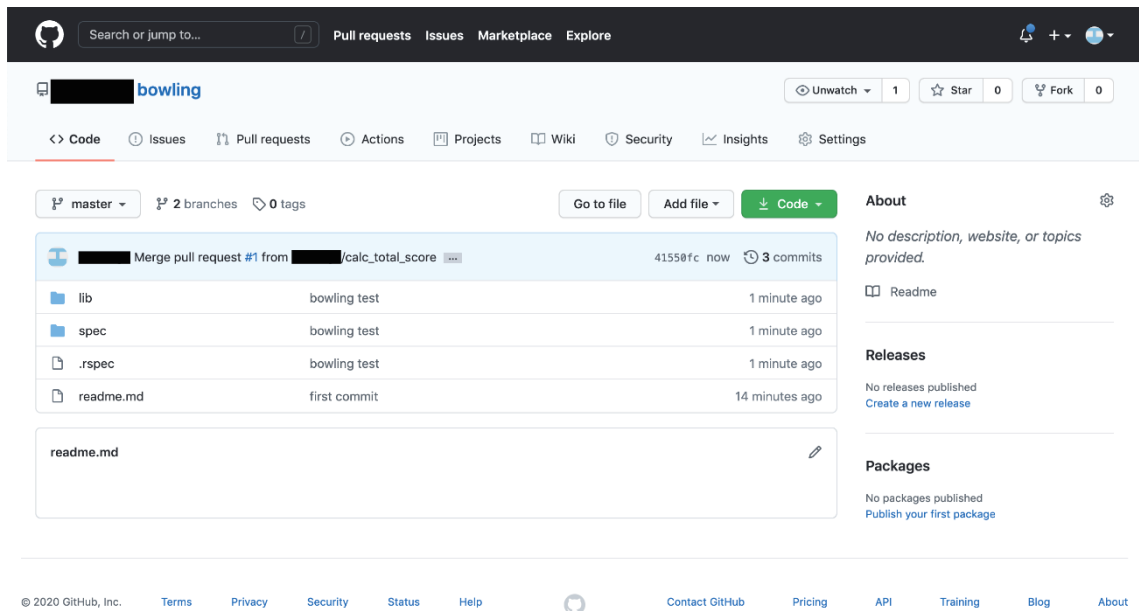 Search or jump to... / Pull requests Issues Marketplace Explore
bowling Unwatch 1 Star 0 Fork 0
Code Issues Pull requests Actions Projects Wiki Security Insights Settings
master 2 branches 0 tags Go to file Add file Code
Merge pull request #1 from /calc_total_score ... 41550fc now 3 commits
lib bowling test 1 minute ago
spec bowling test 1 minute ago
.rspec bowling test 1 minute ago
readme.md first commit 14 minutes ago
readme.md
About
No description, website, or topics
provided.
Readme
Releases
No releases published
Create a new release
Packages
No packages published
Publish your first package
© 2020 GitHub, Inc. Terms Privacy Security Status Help Contact GitHub Pricing API Training Blog About